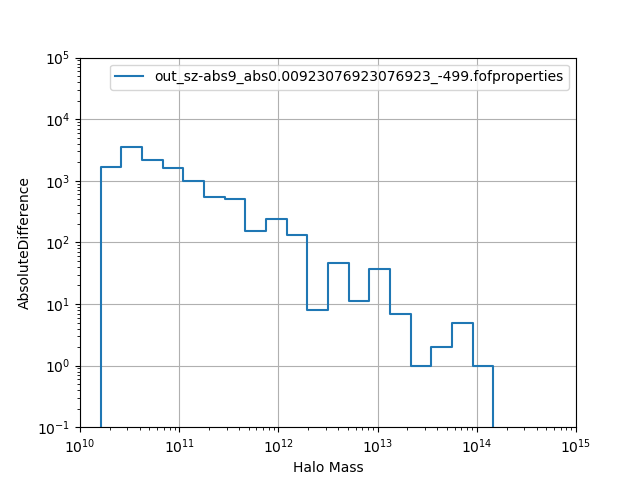 out_sz-abs9_abs0.00923076923076923_-499.fofproperties
AbsoluteDifference
10^5
10^4
10^3
10^2
10^1
10^0
10^-1
10^10 10^11 10^12 10^13 10^14 10^15
Halo Mass